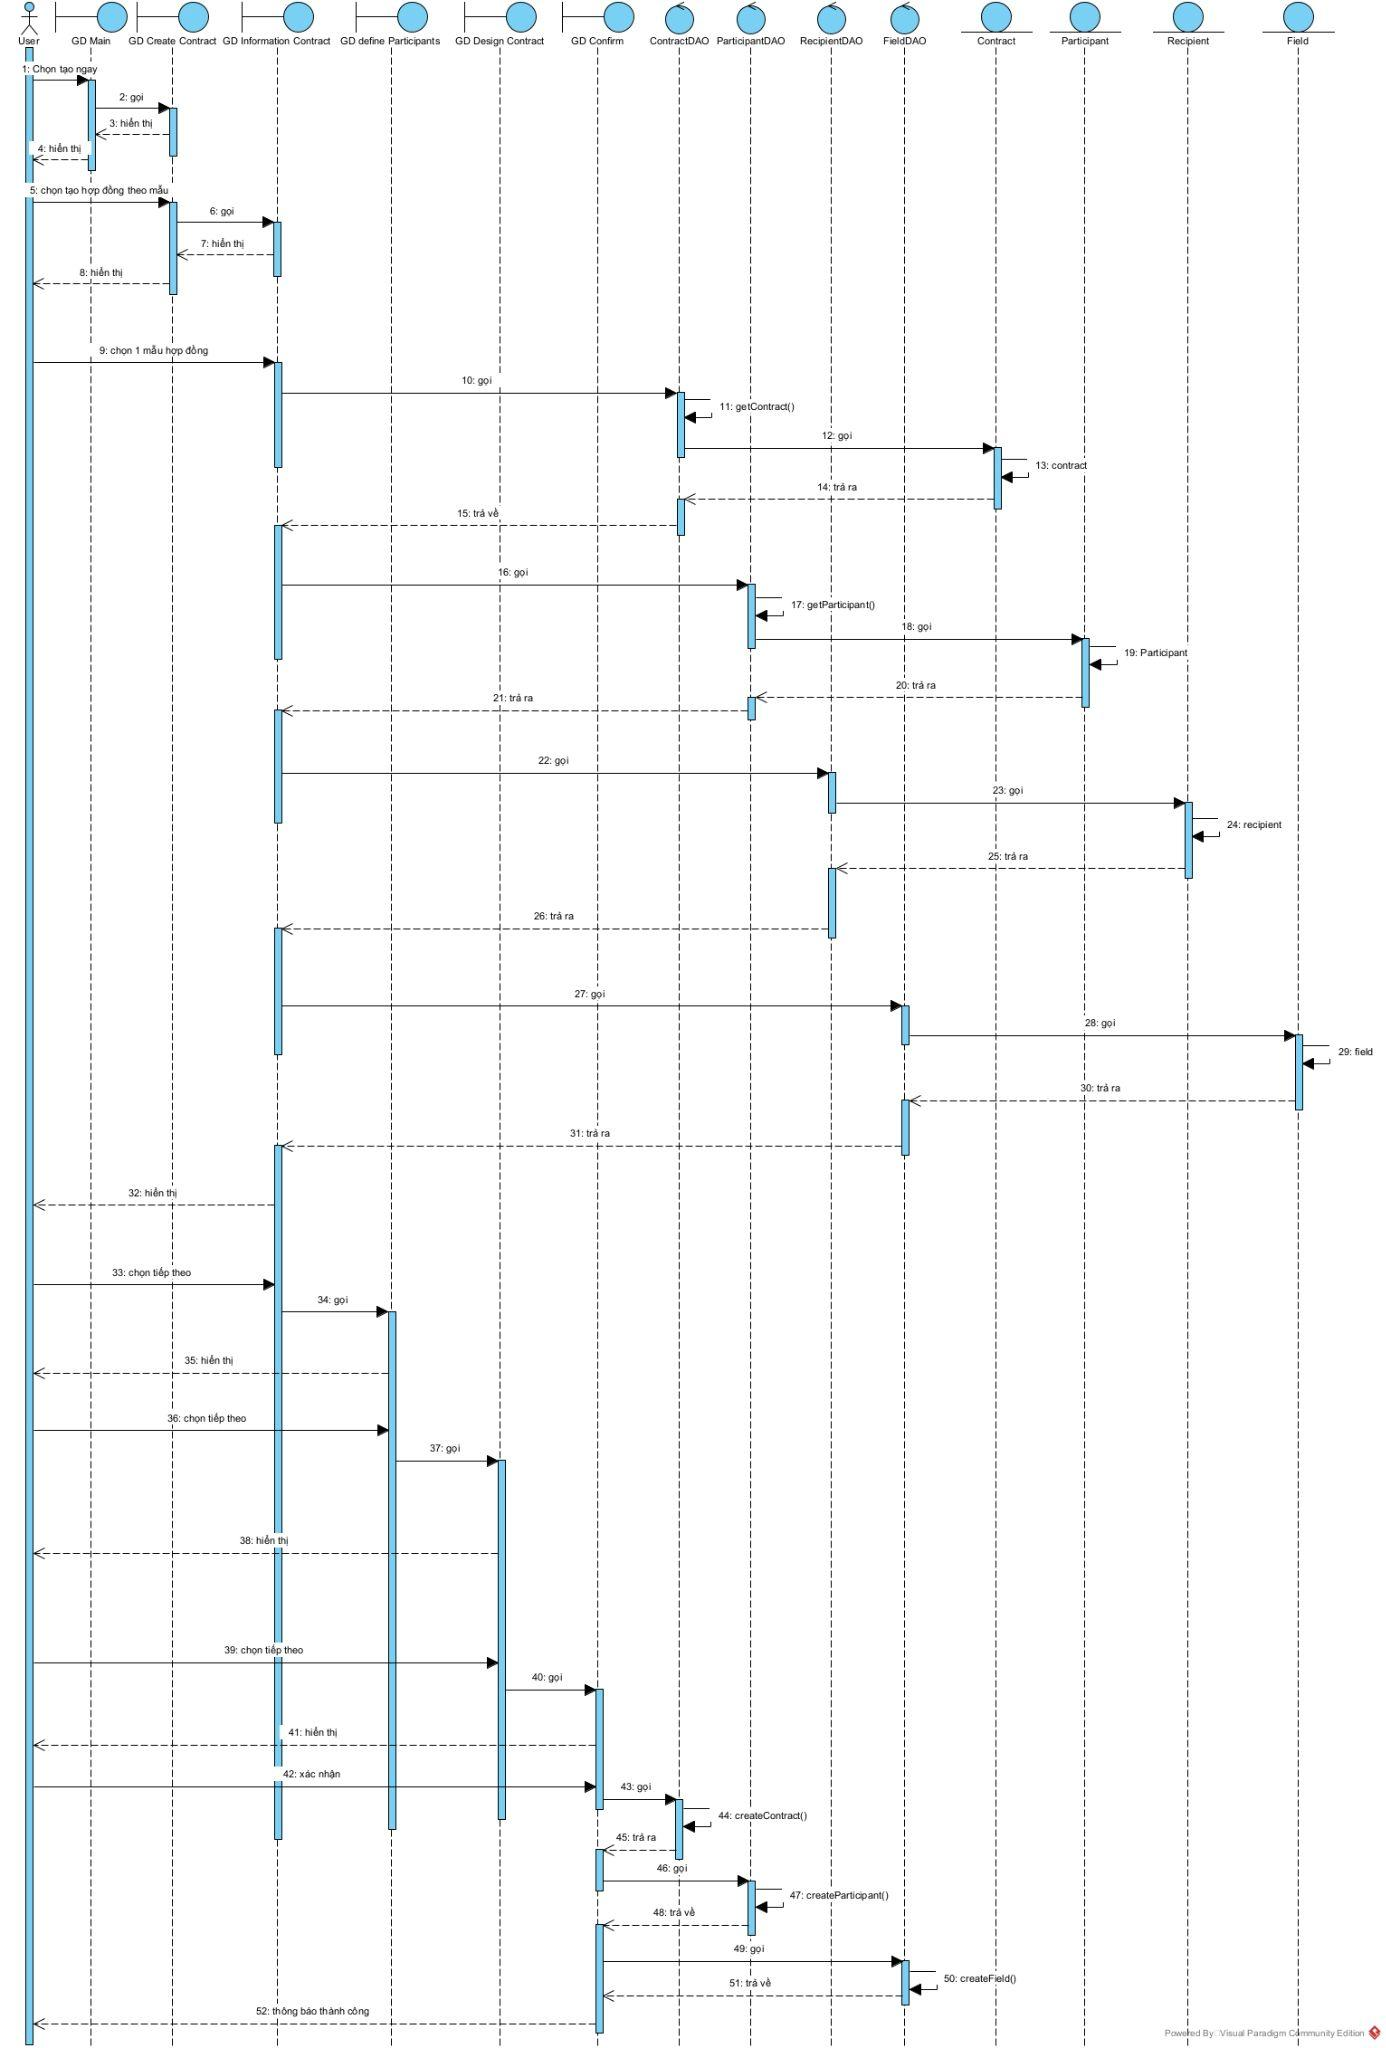 User
GD Main
GD Create Contract
GD Information Contract
GD define Participants
GD Design Contract
GD Confirm
ContractDAO
ParticipantDAO
RecipientDAO
FieldDAO
Contract
Participant
Recipient
Field
1: Chọn tạo ngay
2: gọi
3: hiển thị
4: hiển thị
5: chọn tạo hợp đồng theo mẫu
6: gọi
7: hiển thị
8: hiển thị
9: chọn 1 mẫu hợp đồng
10: gọi
11: getContract()
12: gọi
13: contract
14: trả ra
15: trả về
16: gọi
17: getParticipant()
18: gọi
19: Participant
20: trả ra
21: trả ra
22: gọi
23: gọi
24: recipient
25: trả ra
26: trả ra
27: gọi
28: gọi
29: field
30: trả ra
31: trả ra
32: hiển thị
33: chọn tiếp theo
34: gọi
35: hiển thị
36: chọn tiếp theo
37: gọi
38: hiển thị
39: chọn tiếp theo
40: gọi
41: hiển thị
42: xác nhận
43: gọi
44: createContract()
45: trả ra
46: gọi
47: createParticipant()
48: trả về
49: gọi
50: createField()
51: trả về
52: thông báo thành công
Powered By: Visual Paradigm Community Edition